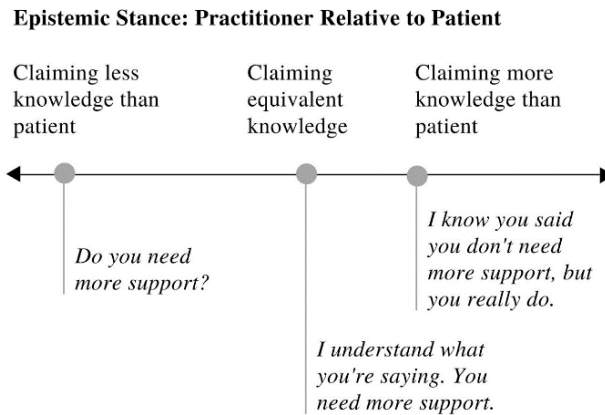 Epistemic Stance: Practitioner Relative to Patient
Claiming less
knowledge than
patient
Claiming
equivalent
knowledge
Claiming more
knowledge than
patient
Do you need
more support?
I understand what
you're saying. You
need more support.
I know you said
you don't need
more support, but
you really do.